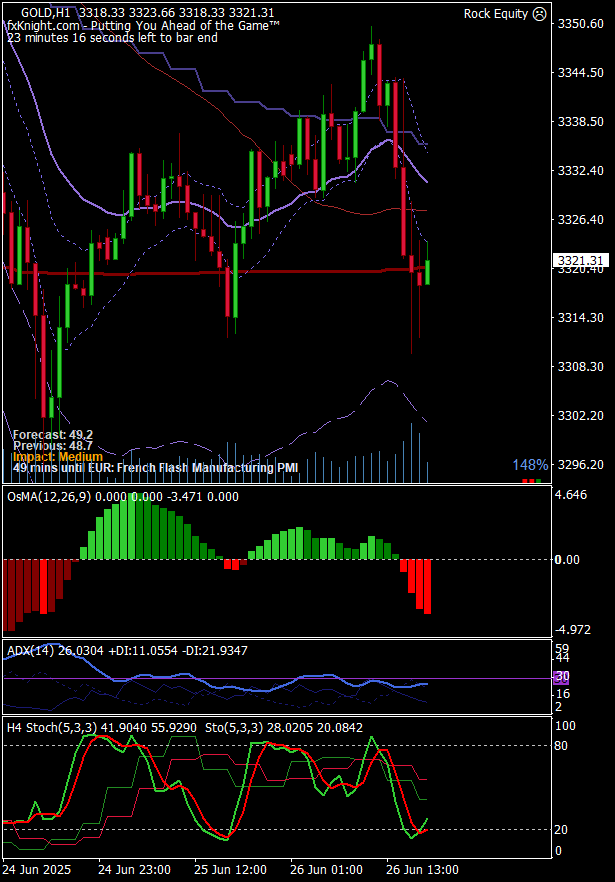 GOLD,H1 3318.33 3323.66 3318.33 3321.31
Rock Equity ☹
fxKnight.com - Putting You Ahead of the Game™
23 minutes 16 seconds left to bar end
3350.60
3344.50
3338.50
3332.40
3326.40
3321.31
3320.40
3314.30
3308.30
3302.20
3296.20
Forecast: 49.2
Previous: 48.7
Impact: Medium
49 mins until EUR: French Flash Manufacturing PMI
148%
OsMA(12,26,9) 0.000 0.000 -3.471 0.000
4.646
0.00
-4.972
ADX(14) 26.0304 +DI:11.0554 -DI:21.9347
59
44
30
16
2
H4 Stoch(5,3,3) 41.9040 55.9290 Sto(5,3,3) 28.0205 20.0842
100
80
20
0
24 Jun 2025
24 Jun 23:00
25 Jun 12:00
26 Jun 01:00
26 Jun 13:00